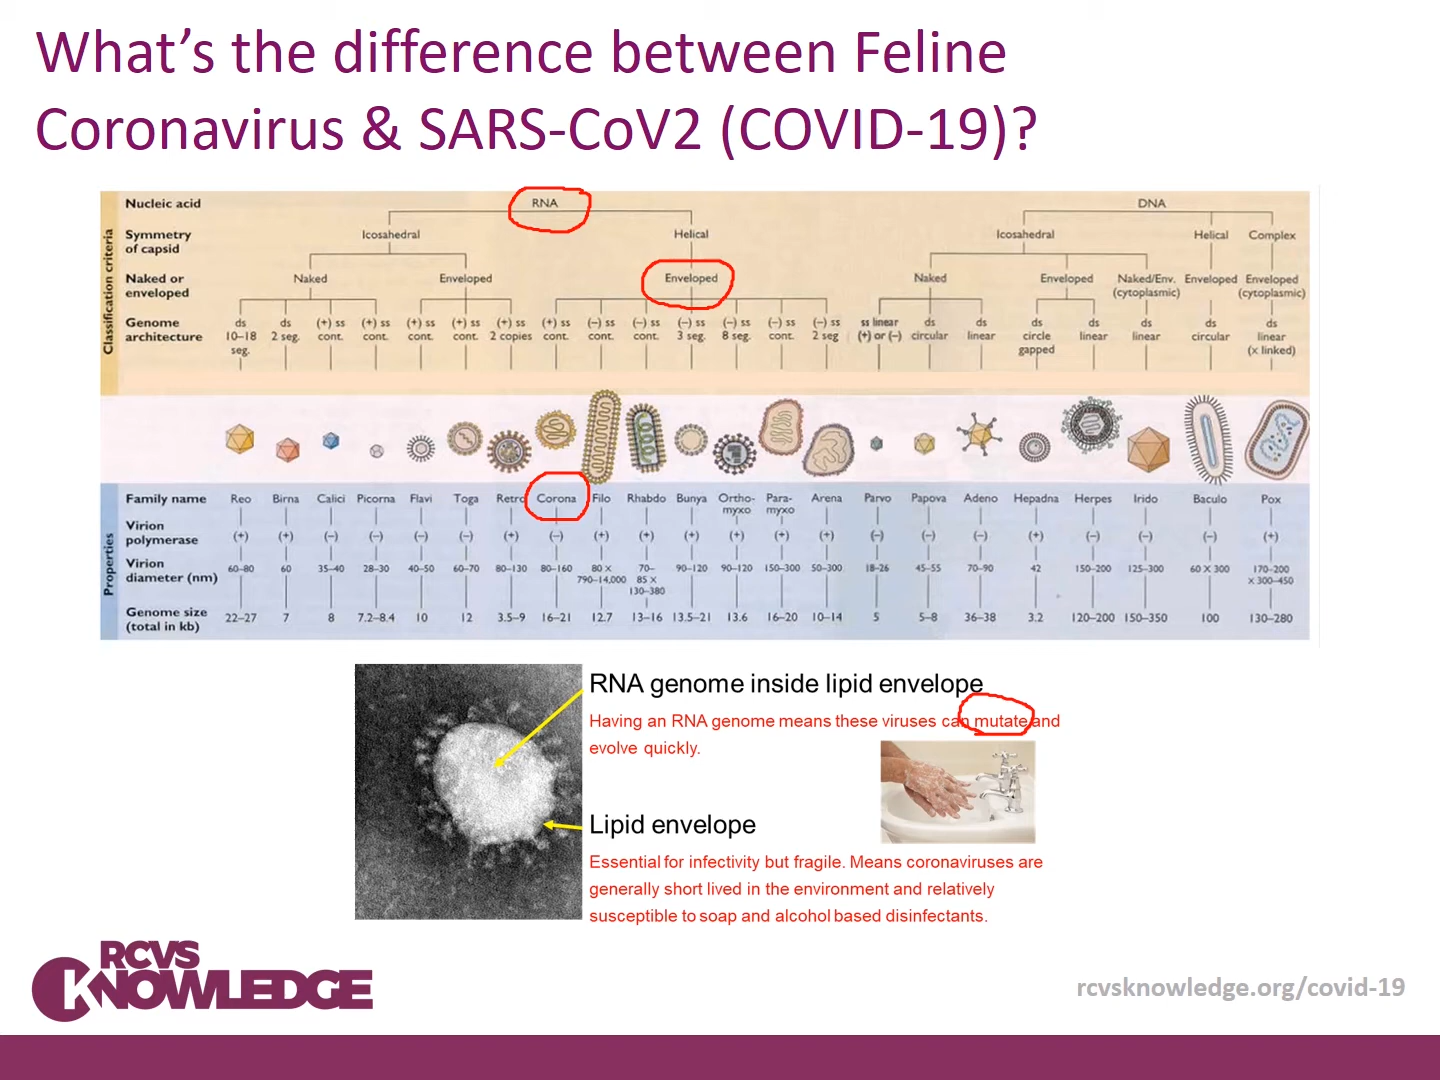 What's the difference between Feline
Coronavirus & SARS-CoV2 (COVID-19)?
Classification criteria
Nucleic acid RNA DNA
Symmetry of capsid Icosahedral Helical Icosahedral Helical Complex
Naked or enveloped Naked Enveloped Enveloped Naked Enveloped Naked/Env. (cytoplasmic) Enveloped Enveloped (cytoplasmic)
Genome architecture ds 10–18 seg. ds 2 seg. (+) ss cont. (+) ss cont. (+) ss cont. (+) ss cont. (+) ss 2 copies (+) ss cont. (–) ss cont. (–) ss cont. (–) ss 3 seg. (–) ss 8 seg. (–) ss cont. (–) ss 2 seg ss linear (+) or (–) ds circular ds linear ds circle gapped ds linear ds linear ds circular ds linear (x linked)
Properties
Family name Reo Birna Calici Picorna Flavi Toga Retro Corona Filo Rhabdo Bunya Ortho-myxo Para-myxo Arena Parvo Papova Adeno Hepadna Herpes Irido Baculo Pox
Virion polymerase (+) (+) (–) (–) (–) (–) (+) (–) (+) (+) (+) (+) (+) (+) (–) (–) (–) (+) (–) (–) (–) (+)
Virion diameter (nm) 60–80 60 35–40 28–30 40–50 60–70 80–130 80–160 80 X 790–14,000 70–85 X 130–380 90–120 90–120 150–300 50–300 18–26 45–55 70–90 42 150–200 125–300 60 X 300 170–200 X 300–450
Genome size (total in kb) 22–27 7 8 7.2–8.4 10 12 3.5–9 16–21 12.7 13–16 13.5–21 13.6 16–20 10–14 5 5–8 36–38 3.2 120–200 150–350 100 130–280
RNA genome inside lipid envelope
Having an RNA genome means these viruses can mutate and
evolve quickly.
Lipid envelope
Essential for infectivity but fragile. Means coronaviruses are
generally short lived in the environment and relatively
susceptible to soap and alcohol based disinfectants.
RCVS
KNOWLEDGE
rcvsknowledge.org/covid-19